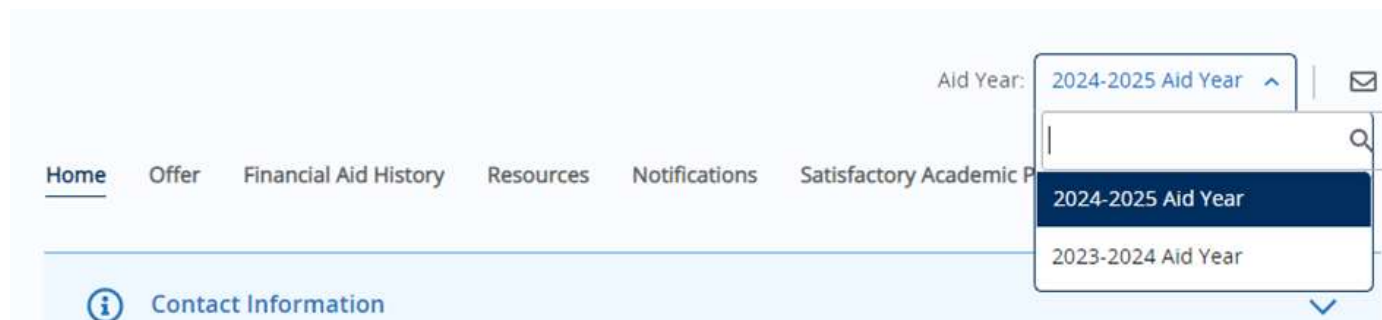 Aid Year: 2024-2025 Aid Year
Home Offer Financial Aid History Resources Notifications Satisfactory Academic P
2024-2025 Aid Year
2023-2024 Aid Year
Contact Information